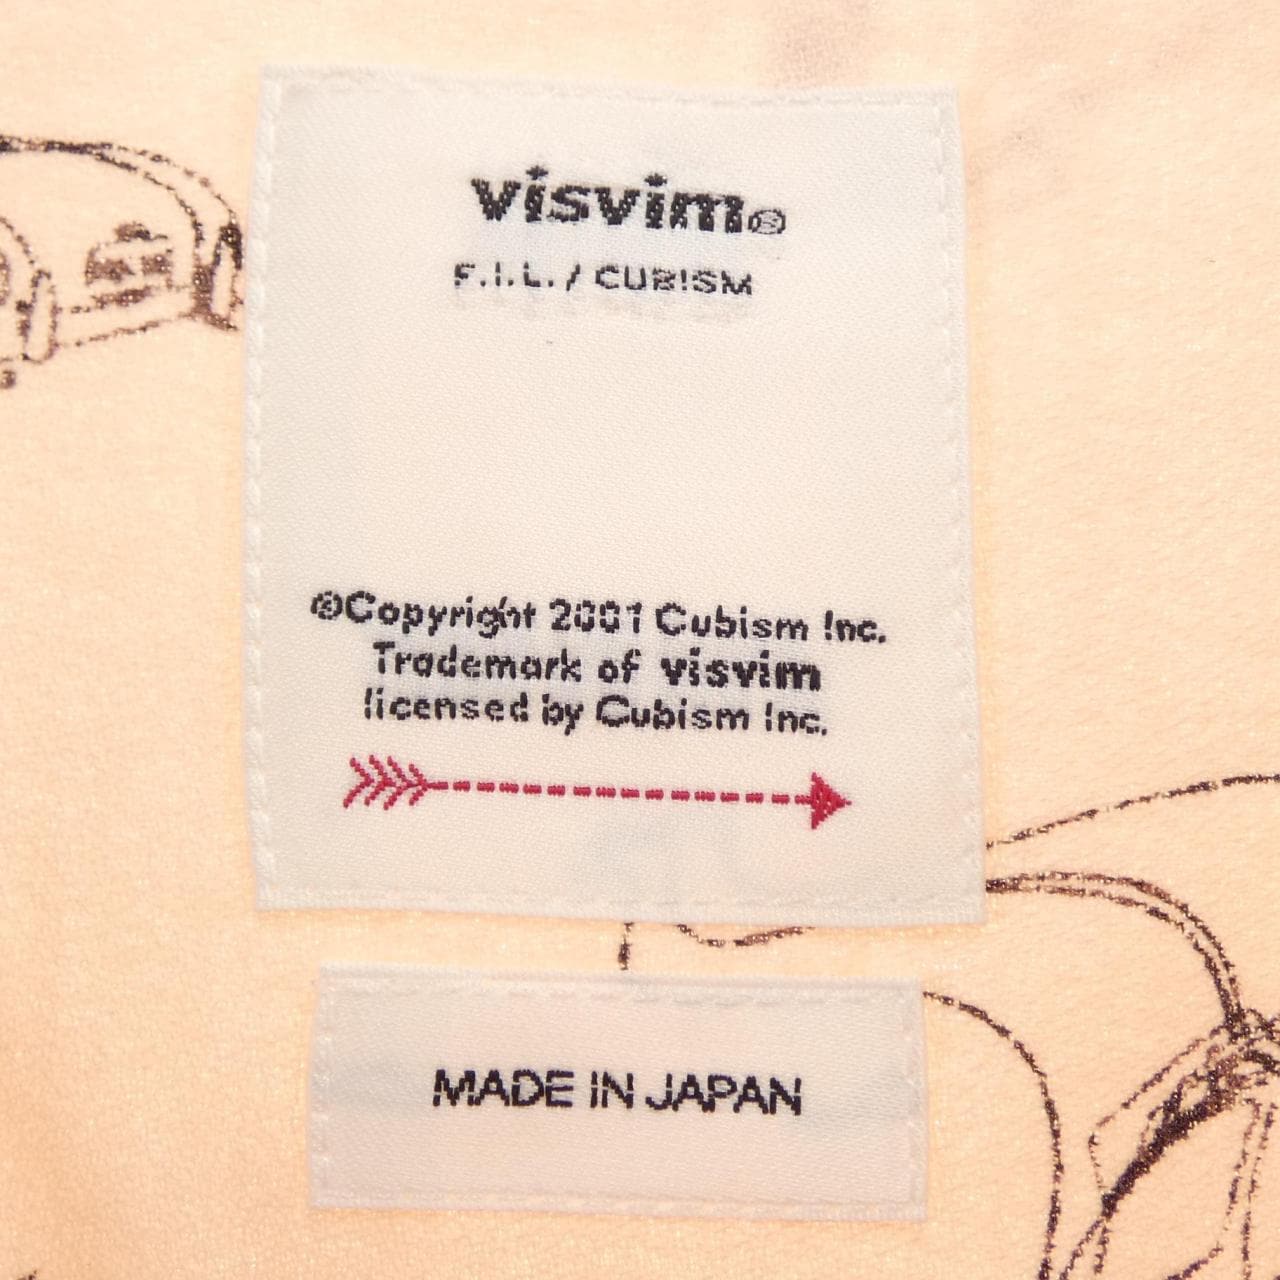 visvim®
F.I.L. / CUBISM
©Copyright 2001 Cubism Inc.
Trademark of visvim
licensed by Cubism Inc.
MADE IN JAPAN